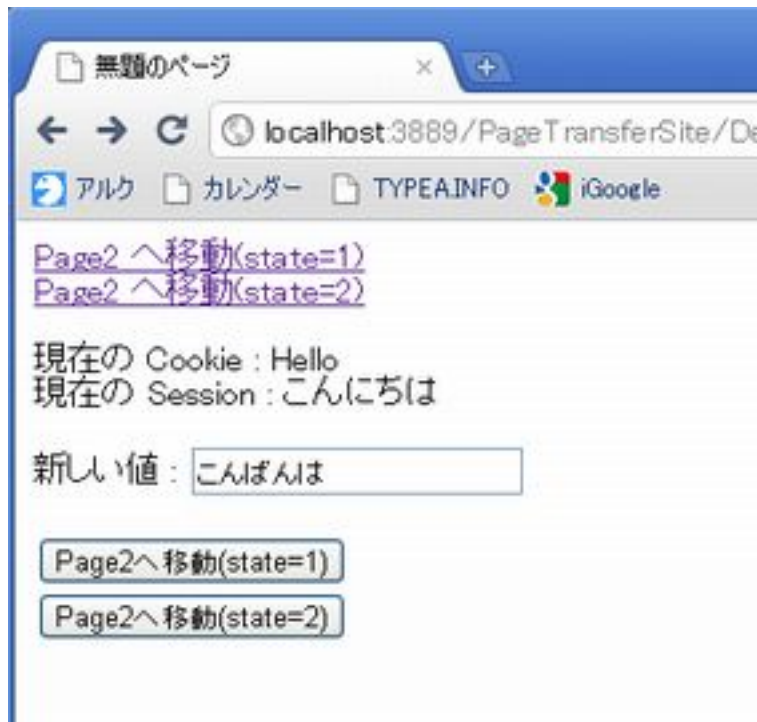 無題のページ
localhost:3889/PageTransferSite/De
アルク カレンダー TYPEA.INFO iGoogle
Page2 へ移動(state=1)
Page2 へ移動(state=2)
現在の Cookie : Hello
現在の Session : こんにちは
新しい値 : こんばんは
Page2へ移動(state=1)
Page2へ移動(state=2)